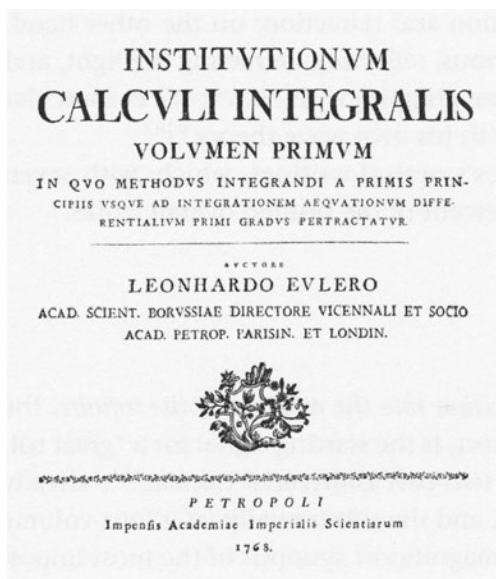 INSTITVTIONVM
CALCVLI INTEGRALIS
VOLVMEN PRIMVM
IN QVO METHODVS INTEGRANDI A PRIMIS PRIN-
CIPIIS VSQVE AD INTEGRATIONEM AEQVATIONVM DIFFE-
RENTIALIVM PRIMI GRADVS PERTRACTATVR.
AVCTORE
LEONHARDO EVLERO
ACAD. SCIENT. BORVSSIAE DIRECTORE VICENNALI ET SOCIO
ACAD. PETROP. PARISIN. ET LONDIN.
PETROPOLI
Impenfis Academiae Imperialis Scientiarum
1768.